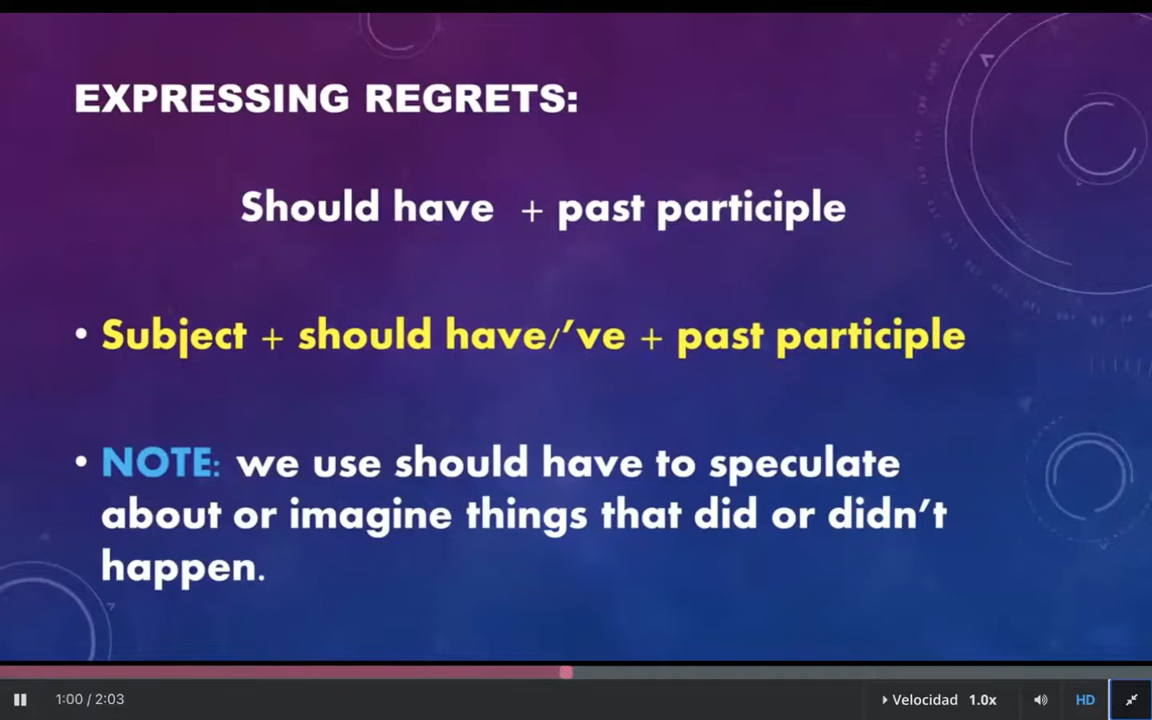 EXPRESSING REGRETS:
Should have + past participle
• Subject + should have/’ve + past participle
• NOTE: we use should have to speculate
about or imagine things that did or didn’t
happen.
1:00 / 2:03
Velocidad 1.0x
HD